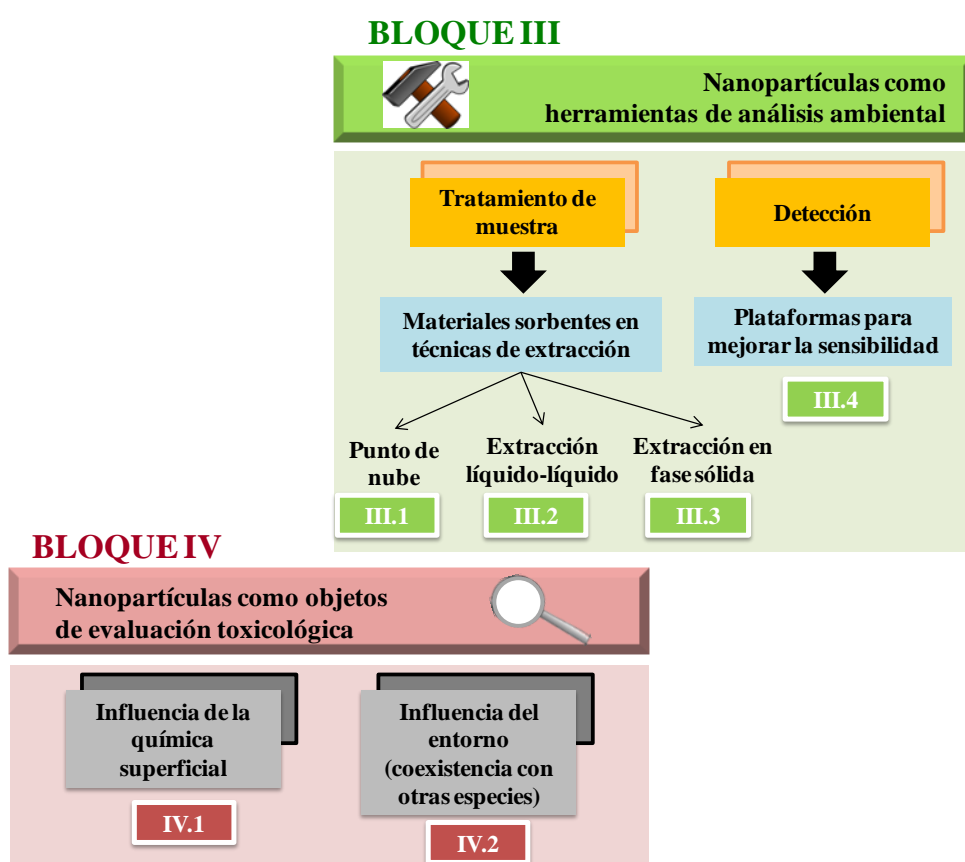 BLOQUE III
Nanopartículas como
herramientas de análisis ambiental
Tratamiento de
muestra
Detección
Materiales sorbentes en
técnicas de extracción
Plataformas para
mejorar la sensibilidad
III.4
Punto de
nube
Extracción
líquido-líquido
Extracción en
fase sólida
III.1
III.2
III.3
BLOQUE IV
Nanopartículas como objetos
de evaluación toxicológica
Influencia de la
química
superficial
IV.1
Influencia del
entorno
(coexistencia con
otras especies)
IV.2